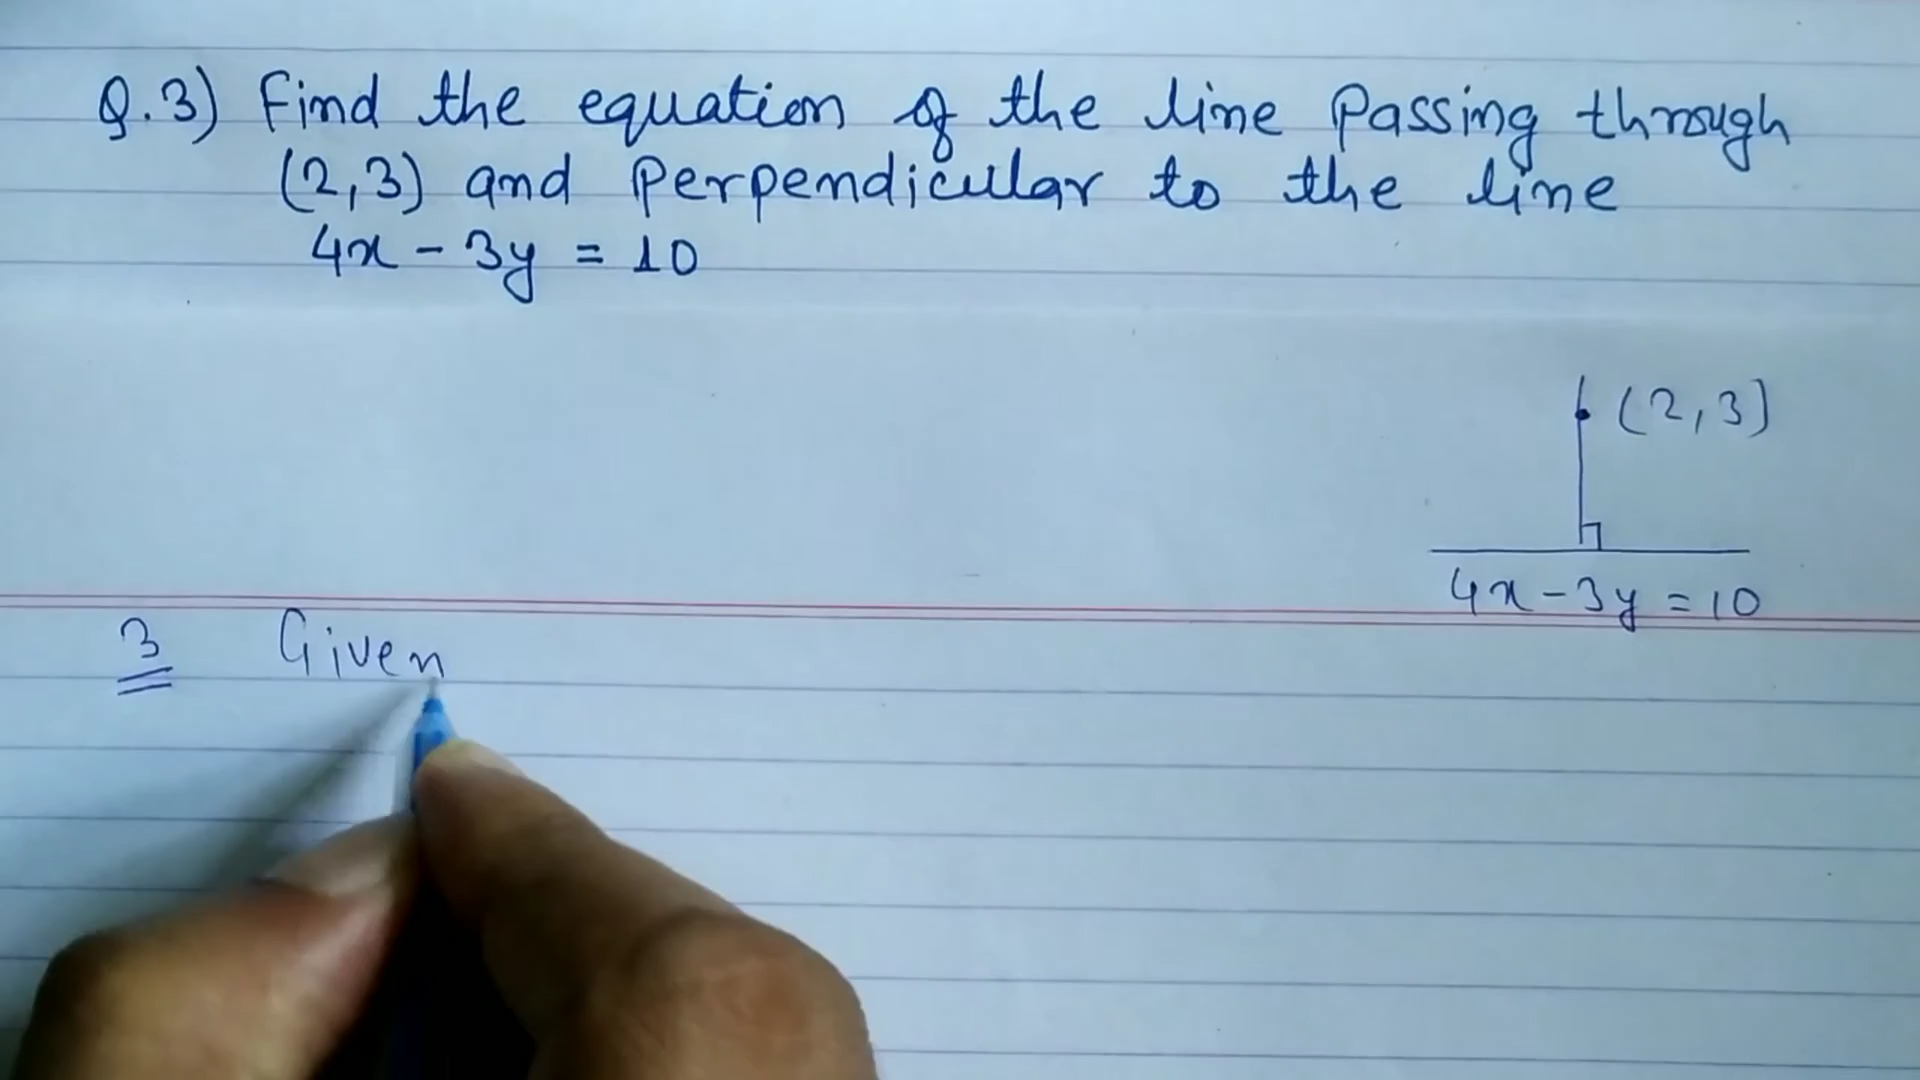 Q.3) Find the equation of the line passing through
(2,3) and perpendicular to the line
4x - 3y = 10
(2,3)
4x - 3y = 10
3 Given